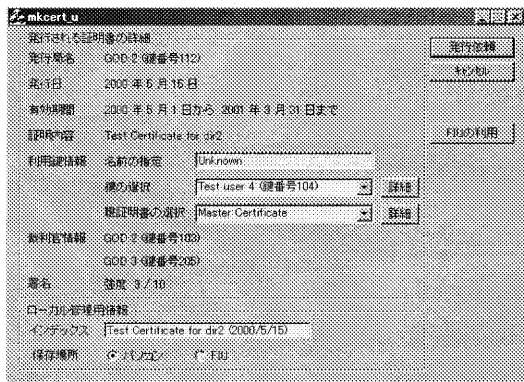 mkcert_u
発行される証明書の詳細
発行局名 GOD 2 (鍵番号112)
発行日 2000 年 5 月 15 日
有効期間 2000 年 5 月 1 日から 2001 年 3 月 31 日まで
証明内容 Test Certificate for dir2
利用鍵情報 名前の指定 Unknown
鍵の選択 Test user 4 (鍵番号104) 詳細
親証明書の選択 Master Certificate 詳細
裁判官情報 GOD 2 (鍵番号103)
GOD 3 (鍵番号205)
署名 強度 3 / 10
ローカル管理用情報
インデックス Test Certificate for dir2 (2000/5/15)
保存場所 パソコン FIU
発行依頼
キャンセル
FIUの利用